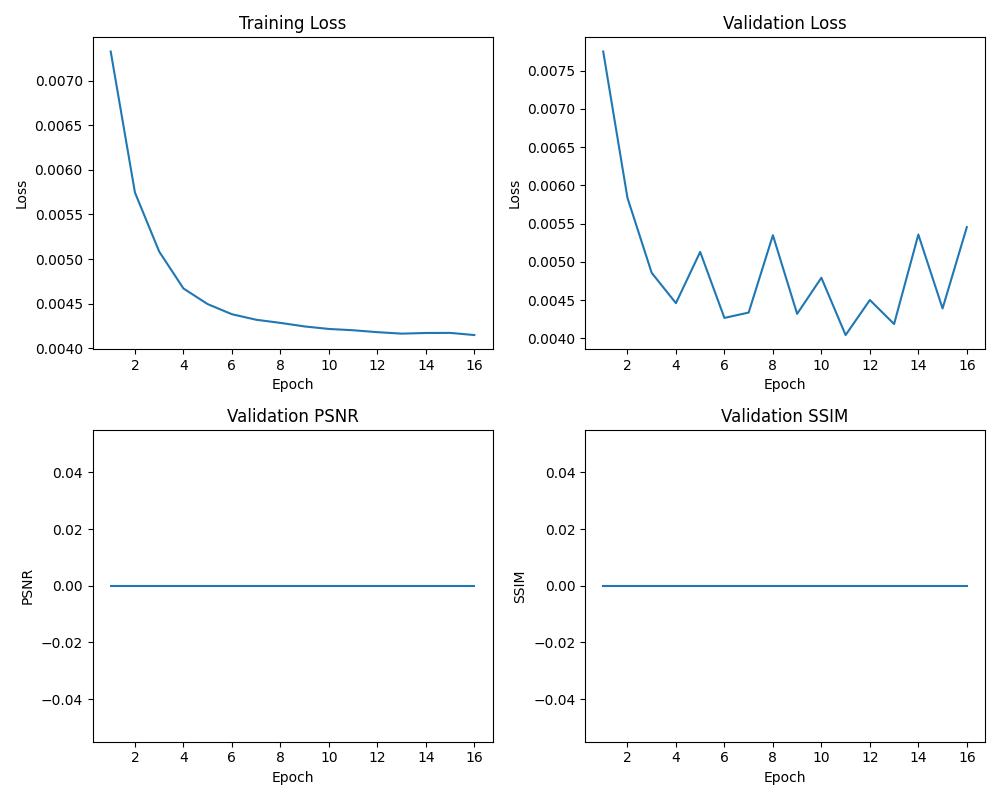 Training Loss
Loss
0.0070
0.0065
0.0060
0.0055
0.0050
0.0045
0.0040
2 4 6 8 10 12 14 16
Epoch
Validation Loss
Loss
0.0075
0.0070
0.0065
0.0060
0.0055
0.0050
0.0045
0.0040
2 4 6 8 10 12 14 16
Epoch
Validation PSNR
PSNR
0.04
0.02
0.00
−0.02
−0.04
2 4 6 8 10 12 14 16
Epoch
Validation SSIM
SSIM
0.04
0.02
0.00
−0.02
−0.04
2 4 6 8 10 12 14 16
Epoch